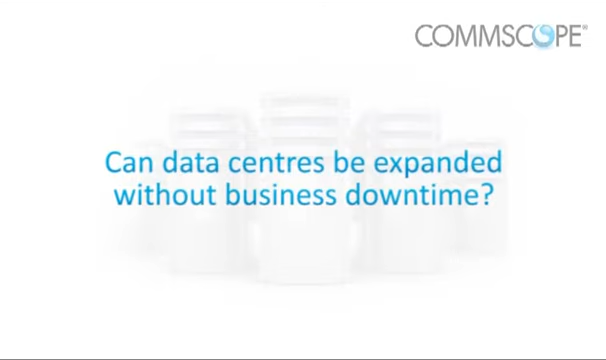 COMMSCOPE®
Can data centres be expanded
without business downtime?